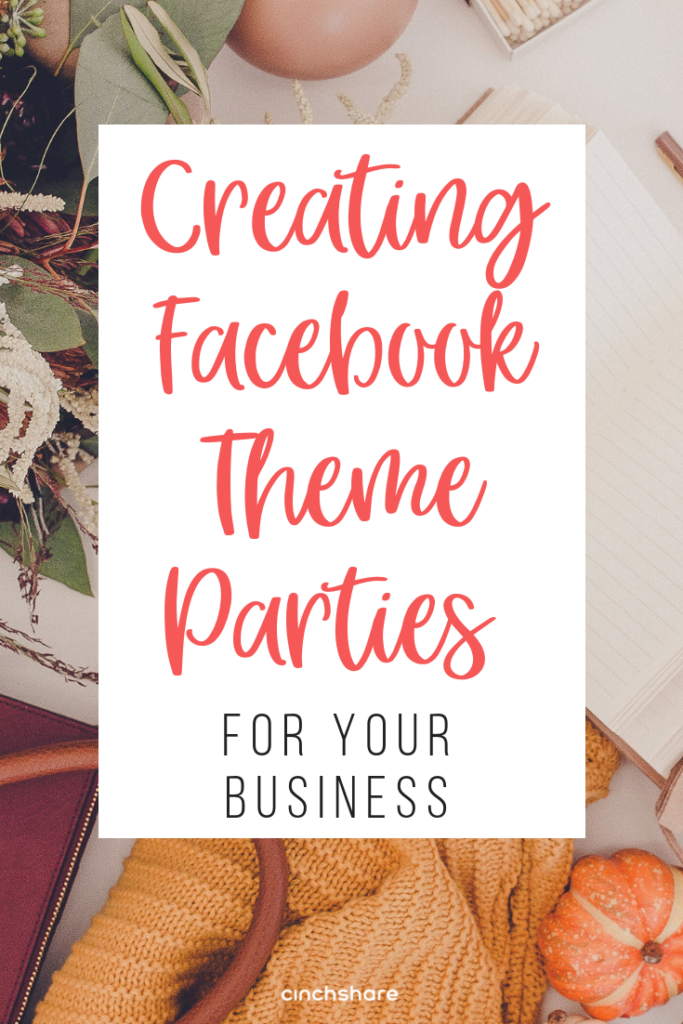 Creating
Facebook
Theme
Parties
FOR YOUR
BUSINESS
cinchshare